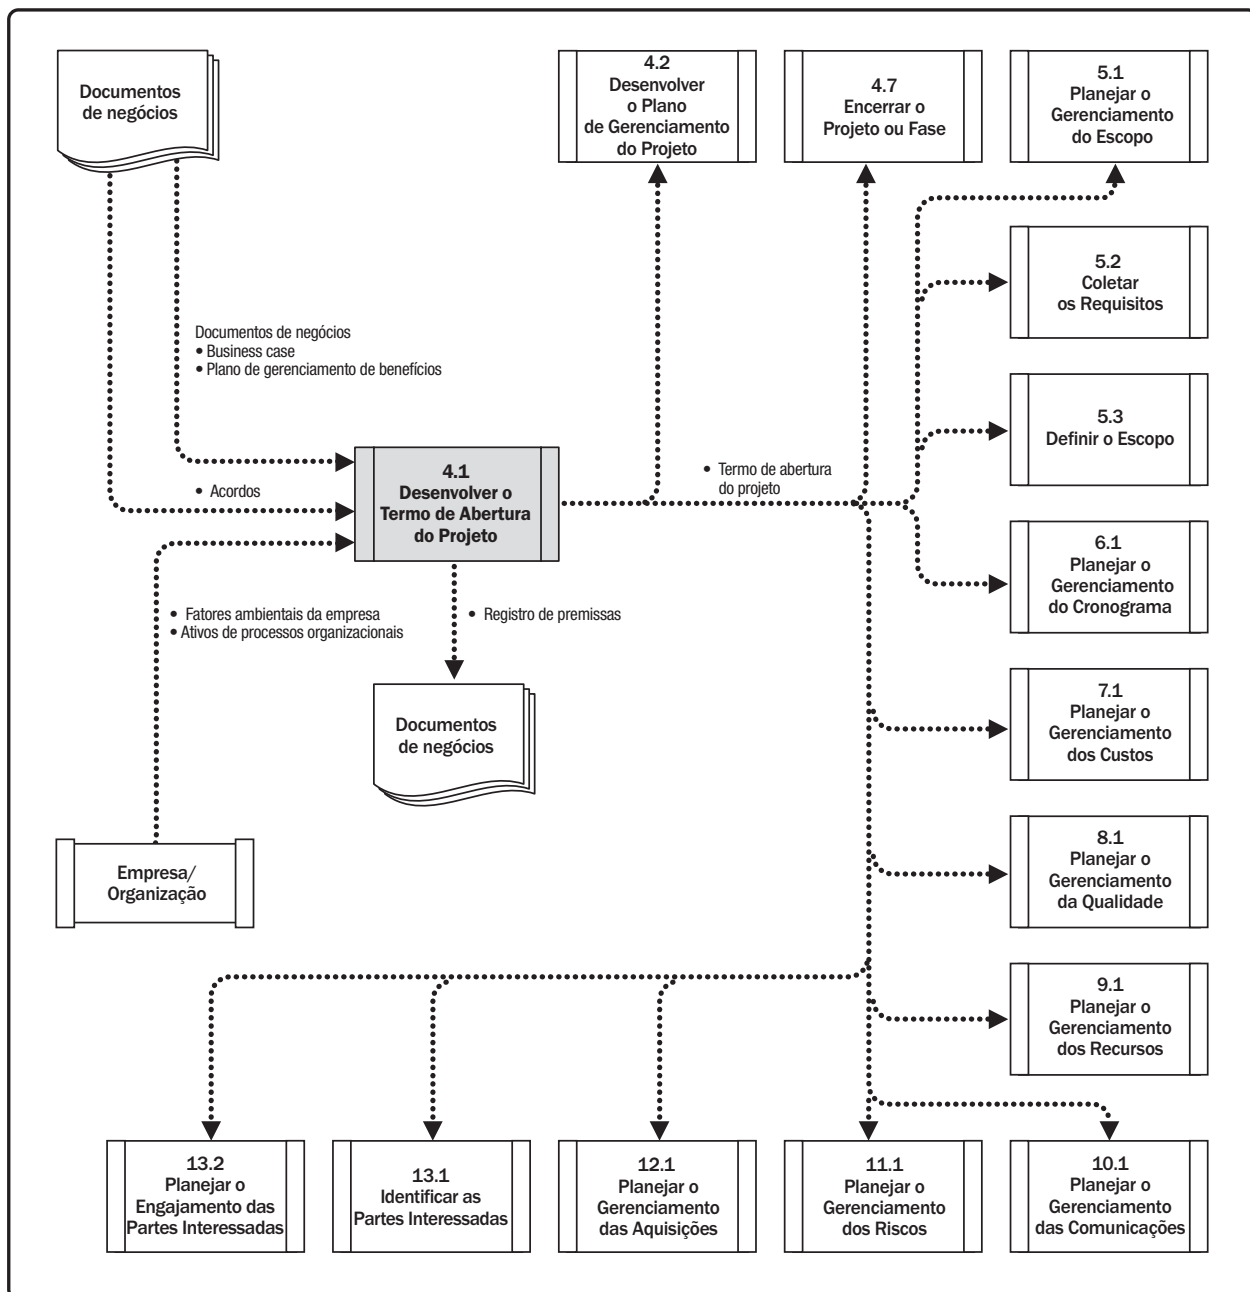 Documentos
de negócios
4.2
Desenvolver
o Plano
de Gerenciamento
do Projeto
4.7
Encerrar o
Projeto ou Fase
5.1
Planejar o
Gerenciamento
do Escopo
5.2
Coletar
os Requisitos
Documentos de negócios
• Business case
• Plano de gerenciamento de benefícios
5.3
Definir o Escopo
• Acordos
4.1
Desenvolver o
Termo de Abertura
do Projeto
• Termo de abertura
do projeto
6.1
Planejar o
Gerenciamento
do Cronograma
• Fatores ambientais da empresa
• Ativos de processos organizacionais
• Registro de premissas
Documentos
de negócios
7.1
Planejar o
Gerenciamento
dos Custos
Empresa/
Organização
8.1
Planejar o
Gerenciamento
da Qualidade
9.1
Planejar o
Gerenciamento
dos Recursos
13.2
Planejar o
Engajamento das
Partes Interessadas
13.1
Identificar as
Partes Interessadas
12.1
Planejar o
Gerenciamento
das Aquisições
11.1
Planejar o
Gerenciamento
dos Riscos
10.1
Planejar o
Gerenciamento
das Comunicações